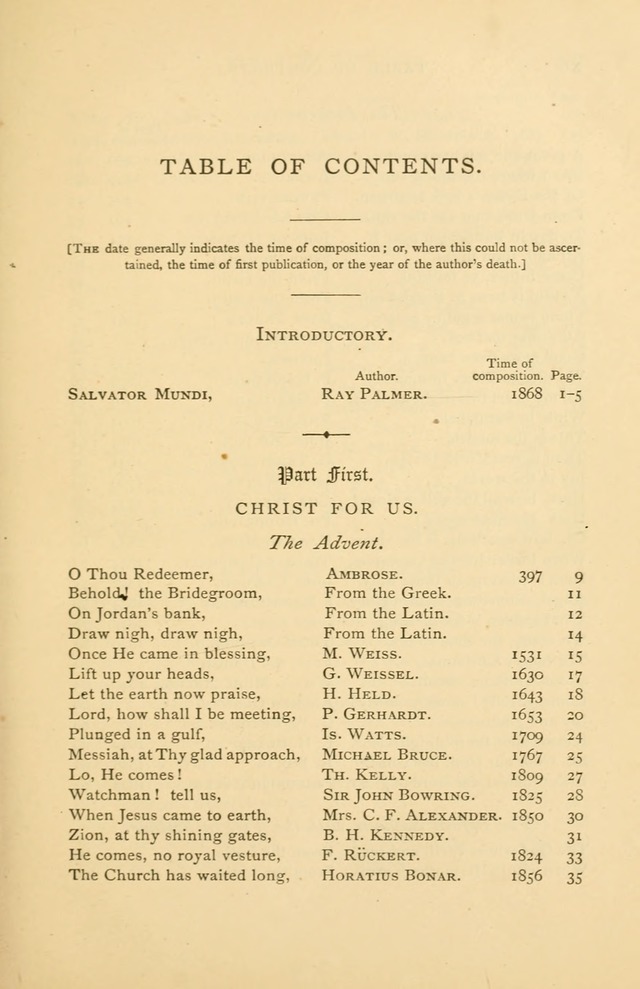 TABLE OF CONTENTS.
[THE date generally indicates the time of composition; or, where this could not be ascer-
tained, the time of first publication, or the year of the author's death.]
INTRODUCTORY.
Author. Time of composition. Page.
SALVATOR MUNDI, RAY PALMER. 1868 1-5
Part First.
CHRIST FOR US.
The Advent.
O Thou Redeemer, AMBROSE. 397 9
Behold! the Bridegroom, From the Greek. 11
On Jordan's bank, From the Latin. 12
Draw nigh, draw nigh, From the Latin. 14
Once He came in blessing, M. WEISS. 1531 15
Lift up your heads, G. WEISSEL. 1630 17
Let the earth now praise, H. HELD. 1643 18
Lord, how shall I be meeting, P. GERHARDT. 1653 20
Plunged in a gulf, IS. WATTS. 1709 24
Messiah, at Thy glad approach, MICHAEL BRUCE. 1767 25
Lo, He comes! TH. KELLY. 1809 27
Watchman! tell us, SIR JOHN BOWRING. 1825 28
When Jesus came to earth, MRS. C. F. ALEXANDER. 1850 30
Zion, at thy shining gates, B. H. KENNEDY. 31
He comes, no royal vesture, F. RÜCKERT. 1824 33
The Church has waited long, HORATIUS BONAR. 1856 35